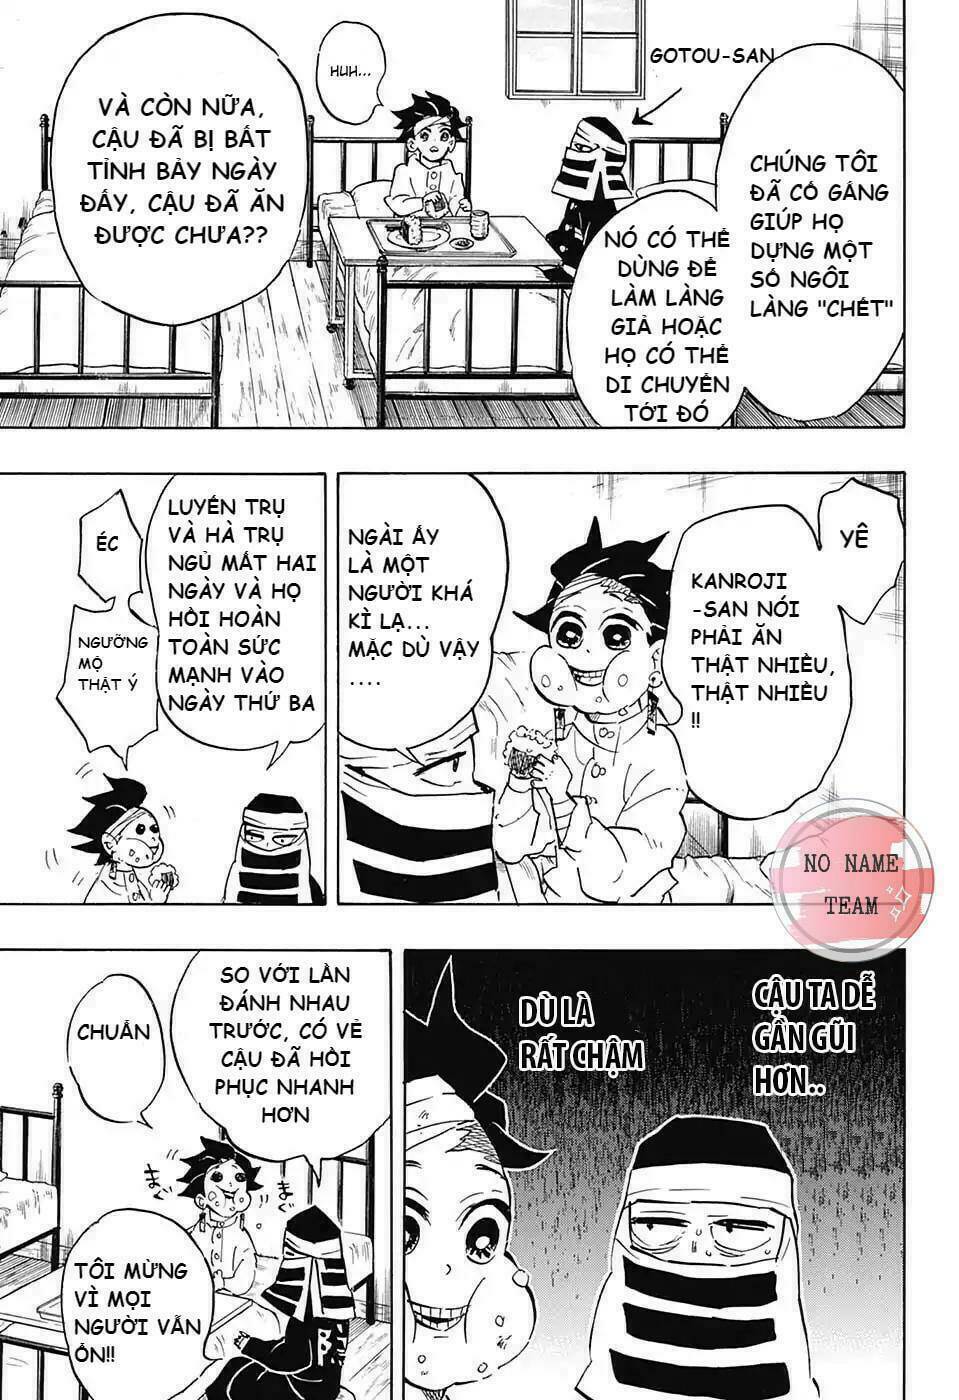 GOTOU-SAN
CHÚNG TÔI
ĐÃ CỐ GẮNG
GIÚP HỌ
DỰNG MỘT
SỐ NGÔI
LÀNG "CHẾT"
NÓ CÓ THỂ
DÙNG ĐỂ
LÀM LÀNG
GIẢ HOẶC
HỌ CÓ THỂ
DI CHUYỂN
TỚI ĐÓ
HUH...
VÀ CÒN NỮA,
CẬU ĐÃ BỊ BẤT
TỈNH BẢY NGÀY
ĐẤY, CẬU ĐÃ ĂN
ĐƯỢC CHƯA??
YÊ
KANROJI
-SAN NÓI
PHẢI ĂN
THẬT NHIỀU,
THẬT NHIỀU
!!
NGÀI ẤY
LÀ MỘT
NGƯỜI KHÁ
KÌ LẠ...
MẶC DÙ VẬY
....
LUYẾN TRỤ
VÀ HÀ TRỤ
NGỦ MẤT HAI
NGÀY VÀ HỌ
HỒI HOÀN
TOÀN SỨC
MẠNH VÀO
NGÀY THỨ BA
ÉC
NGƯỠNG
MỘ
THẬT Ý
NO NAME
TEAM
CẬU TA DỄ
GẦN GŨI
HƠN..
DÙ LÀ
RẤT CHẬM
SO VỚI LẦN
ĐÁNH NHAU
TRƯỚC, CÓ VẺ
CẬU ĐÃ HỒI
PHỤC NHANH
HƠN
CHUẨN
まぐ
まぐ
TÔI MỪNG
VÌ MỌI
NGƯỜI VẪN
ỔN!!